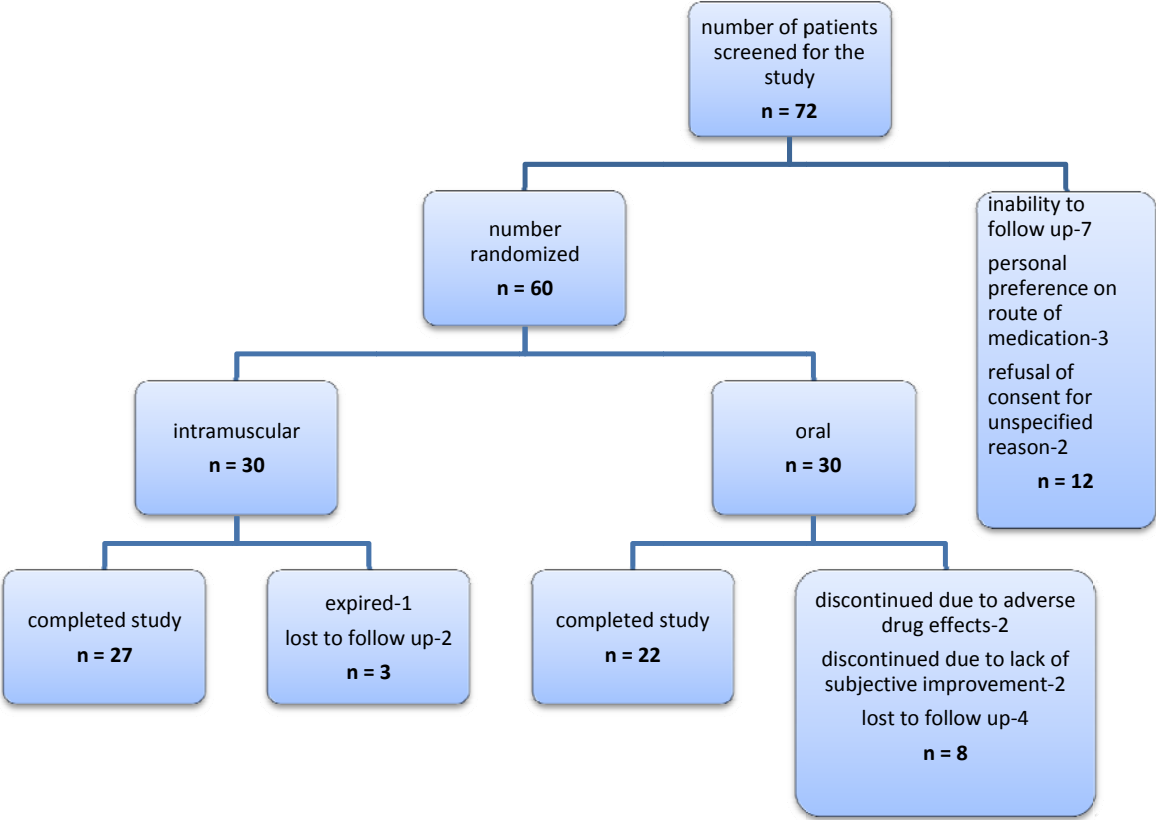 number of patients
screened for the
study
n = 72
number
randomized
n = 60
inability to
follow up-7
personal
preference on
route of
medication-3
refusal of
consent for
unspecified
reason-2
n = 12
intramuscular
n = 30
oral
n = 30
completed study
n = 27
expired-1
lost to follow up-2
n = 3
completed study
n = 22
discontinued due to adverse
drug effects-2
discontinued due to lack of
subjective improvement-2
lost to follow up-4
n = 8